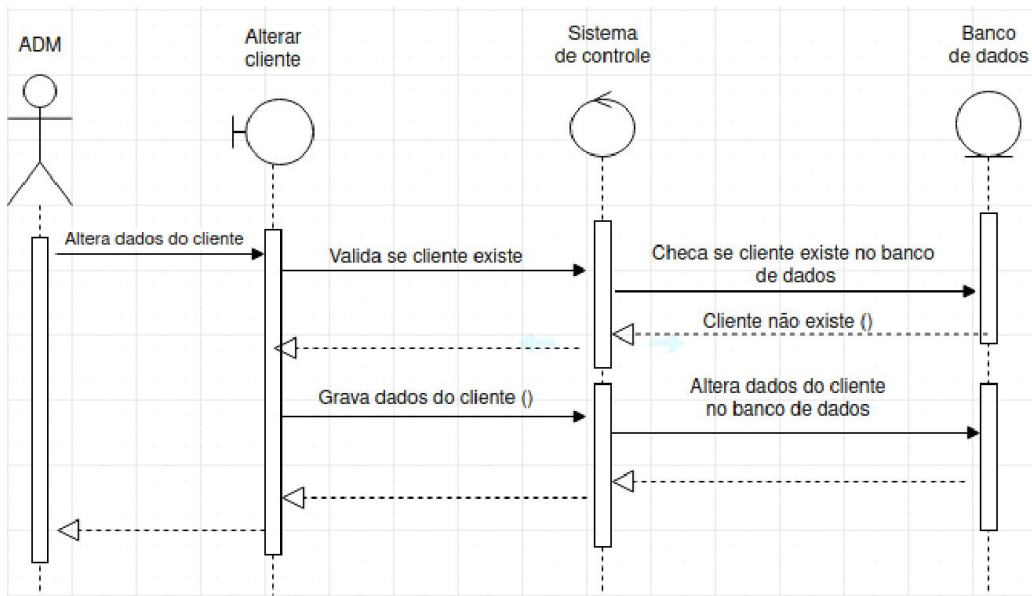 ADM
Alterar
cliente
Sistema
de controle
Banco
de dados
Altera dados do cliente
Valida se cliente existe
Checa se cliente existe no banco
de dados
Cliente não existe ()
Grava dados do cliente ()
Altera dados do cliente
no banco de dados